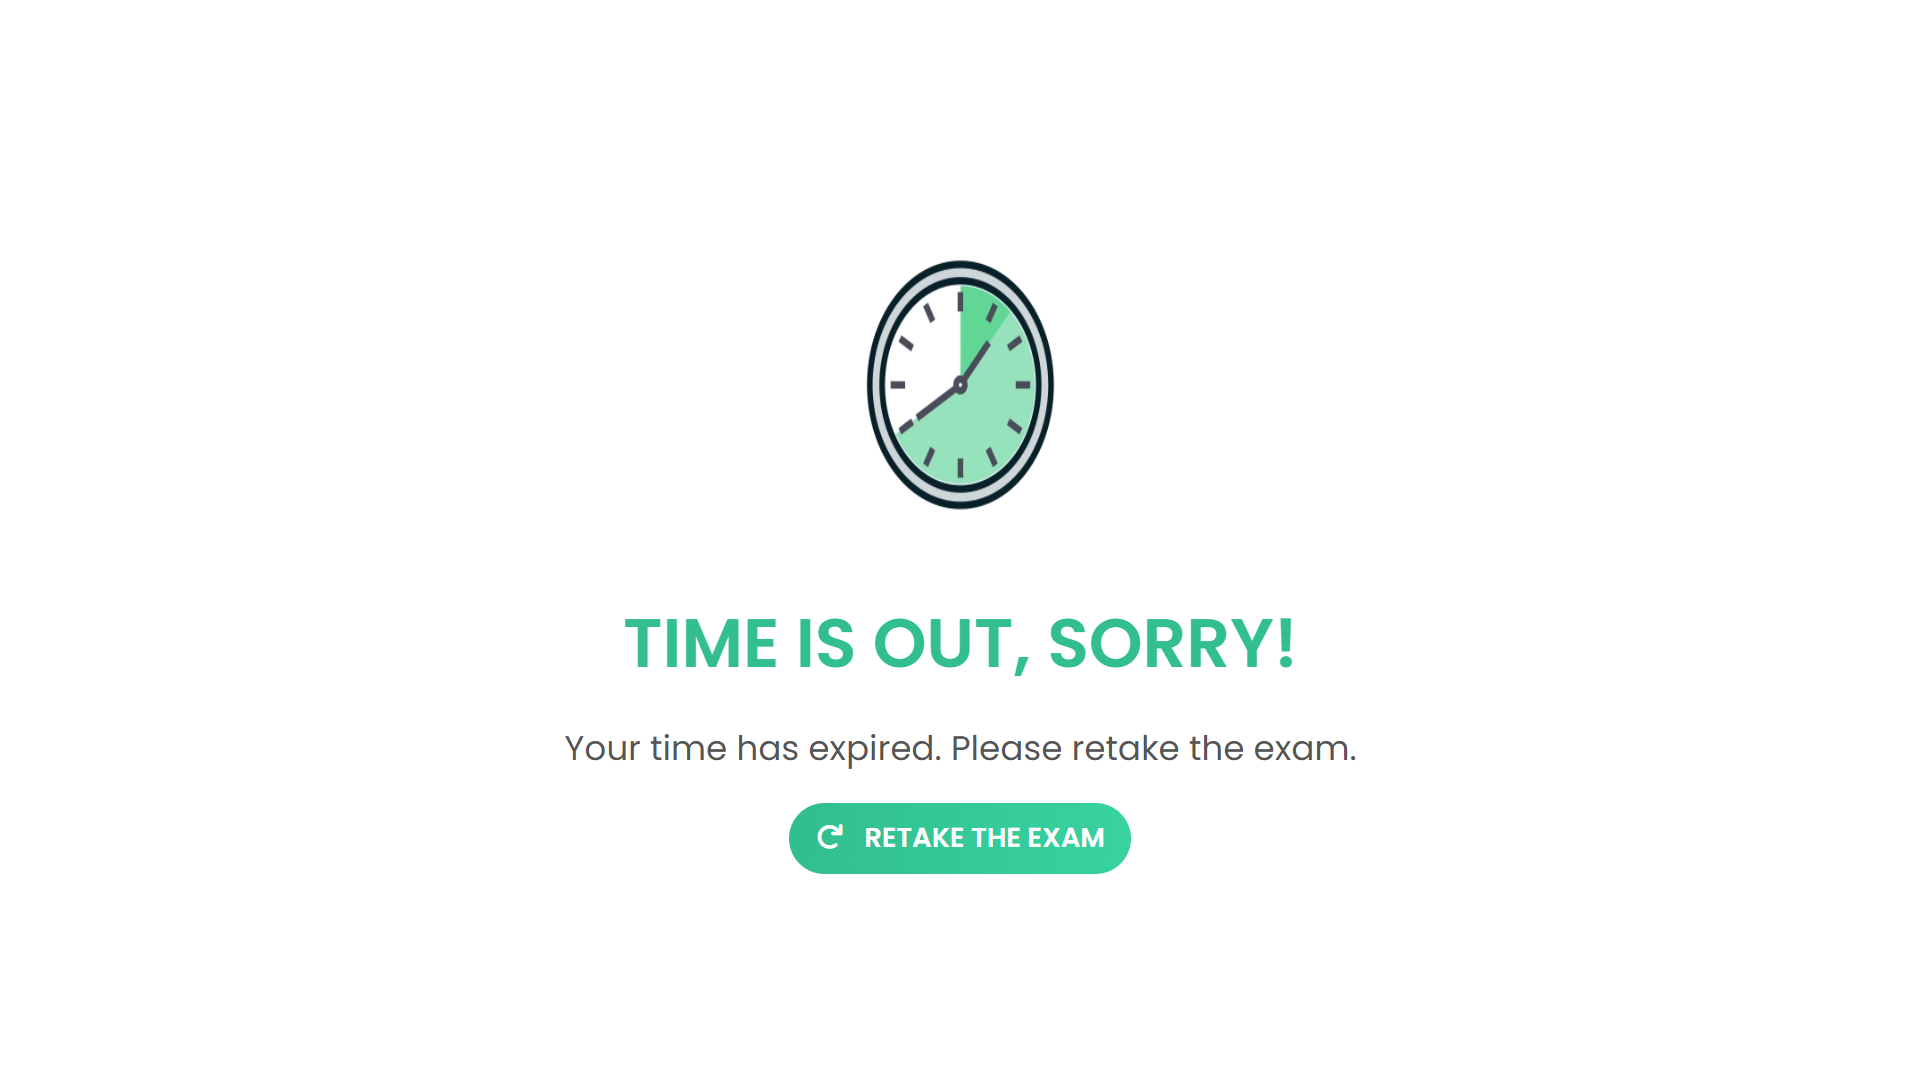 TIME IS OUT, SORRY!
Your time has expired. Please retake the exam.
RETAKE THE EXAM